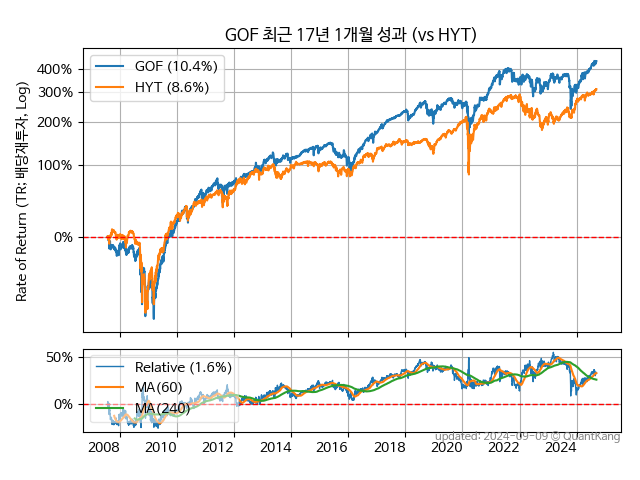 GOF 최근 17년 1개월 성과 (vs HYT)
Rate of Return (TR; 배당재투자, Log)
400%
300%
200%
100%
0%
GOF (10.4%)
HYT (8.6%)
50%
0%
Relative (1.6%)
MA(60)
MA(240)
2008 2010 2012 2014 2016 2018 2020 2022 2024
updated: 2024-09-09 © QuantKang